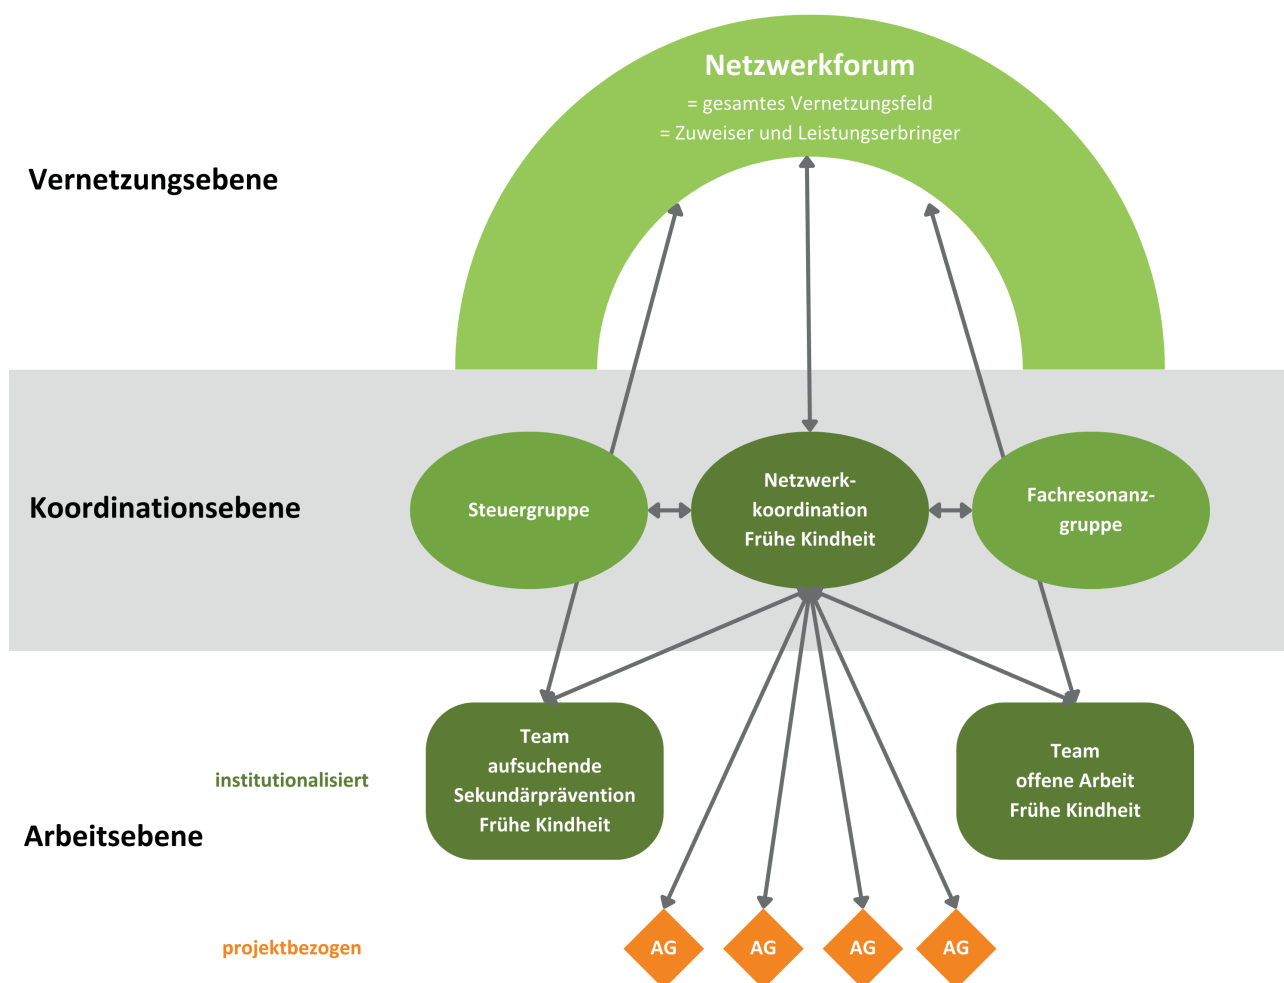 Netzwerkforum
= gesamtes Vernetzungsfeld
= Zuweiser und Leistungserbringer
Vernetzungsebene
Koordinationsebene
Steuergruppe
Netzwerk-
koordination
Frühe Kindheit
Fachresonanz-
gruppe
Arbeitsebene
institutionalisiert
Team
aufsuchende
Sekundärprävention
Frühe Kindheit
Team
offene Arbeit
Frühe Kindheit
projektbezogen
AG
AG
AG
AG